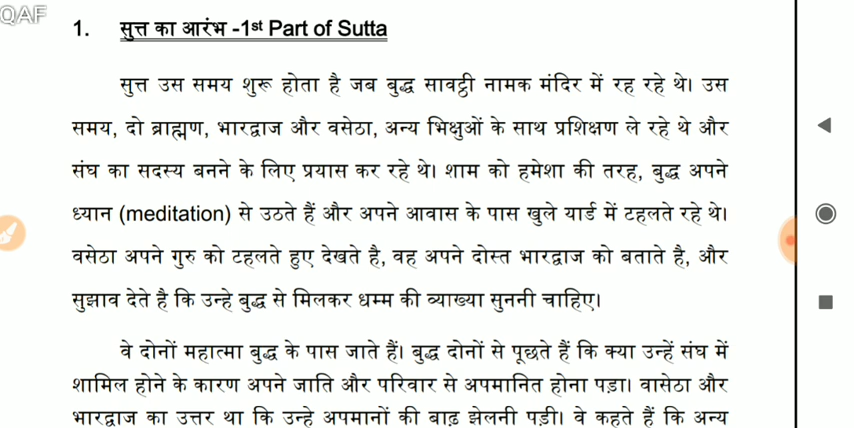 QAF
1. सुत्त का आरंभ -1st Part of Sutta
सुत्त उस समय शुरू होता है जब बुद्ध सावट्ठी नामक मंदिर में रह रहे थे। उस
समय, दो ब्राह्मण, भारद्वाज और वसेठा, अन्य भिक्षुओं के साथ प्रशिक्षण ले रहे थे और
संघ का सदस्य बनने के लिए प्रयास कर रहे थे। शाम को हमेशा की तरह, बुद्ध अपने
ध्यान (meditation) से उठते हैं और अपने आवास के पास खुले यार्ड में टहलते रहे थे।
वसेठा अपने गुरु को टहलते हुए देखते है, वह अपने दोस्त भारद्वाज को बताते है, और
सुझाव देते है कि उन्हे बुद्ध से मिलकर धम्म की व्याख्या सुननी चाहिए।
वे दोनों महात्मा बुद्ध के पास जाते हैं। बुद्ध दोनों से पूछते हैं कि क्या उन्हें संघ में
शामिल होने के कारण अपने जाति और परिवार से अपमानित होना पड़ा। वासेठा और
भारद्वाज का उत्तर था कि उन्हे अपमानों की बाढ़ झेलनी पड़ी। वे कहते हैं कि अन्य